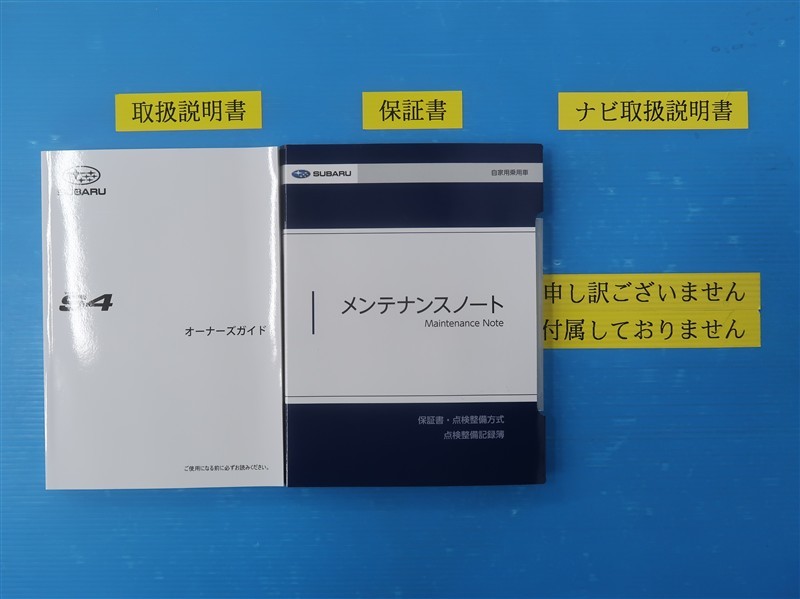 取扱説明書
保証書
ナビ取扱説明書
SUBARU
S4
オーナーズガイド
ご使用になる前に必ずお読みください。
SUBARU
自家用乗用車
メンテナンスノート
Maintenance Note
保証書・点検整備方式
点検整備記録簿
申し訳ございません
付属しておりません